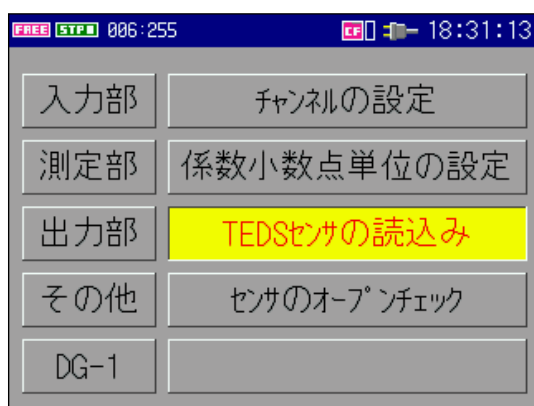 FREE STPⅡ 006:255 CF 18:31:13
入力部 ﾁｬﾝﾈﾙの設定
測定部 係数小数点単位の設定
出力部 TEDSｾﾝｻの読込み
その他 ｾﾝｻのｵｰﾌﾟﾝﾁｪｯｸ
DG-1